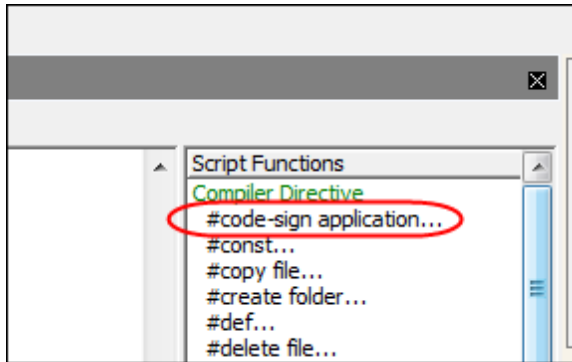 Script Functions
Compiler Directive
#code-sign application...
#const...
#copy file...
#create folder...
#def...
#delete file...